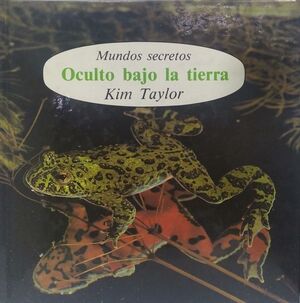 Mundos secretos
Oculto bajo la tierra
Kim Taylor